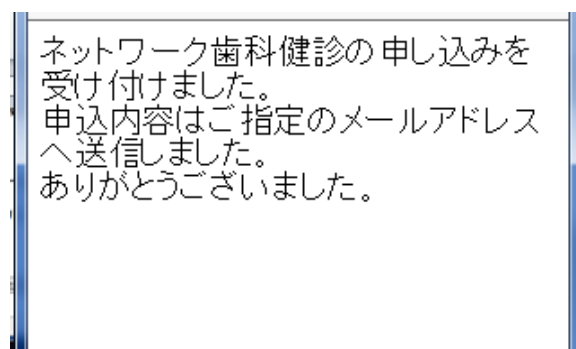 ネットワーク歯科健診の申し込みを
受け付けました。
申込内容はご指定のメールアドレス
へ送信しました。
ありがとうございました。